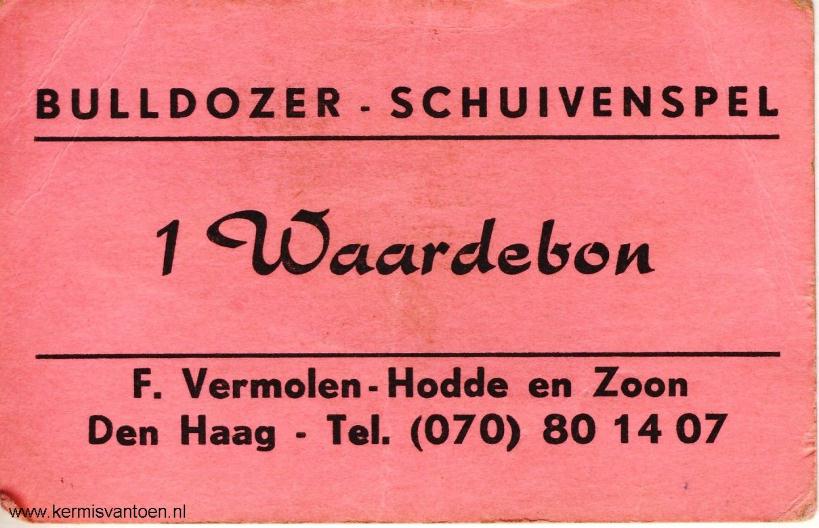 BULLDOZER - SCHUIVENSPEL
1 Waardebon
F. Vermolen-Hodde en Zoon
Den Haag - Tel. (070) 80 14 07
www.kermisvantoen.nl